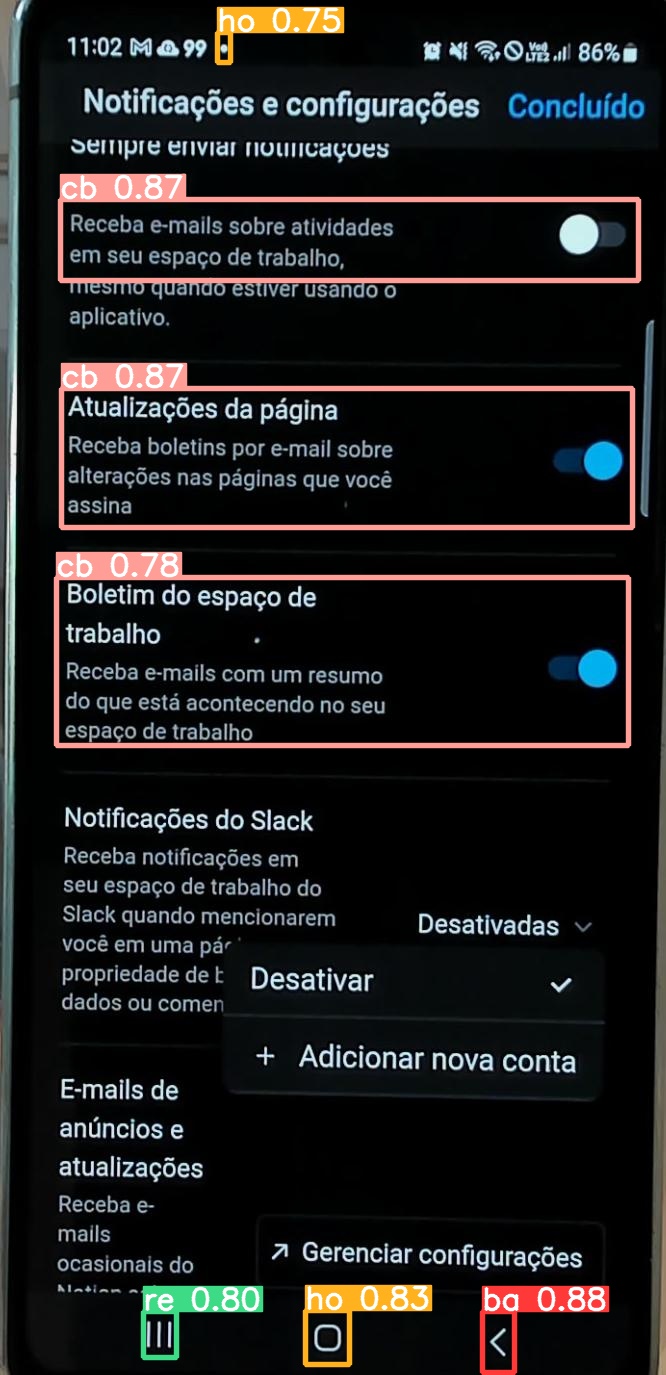 ho 0.75
11:02 99 86%
Notificações e configurações Concluído
Sempre enviar notificações
cb 0.87
Receba e-mails sobre atividades
em seu espaço de trabalho,
mesmo quando estiver usando o
aplicativo.
cb 0.87
Atualizações da página
Receba boletins por e-mail sobre
alterações nas páginas que você
assina
cb 0.78
Boletim do espaço de
trabalho
Receba e-mails com um resumo
do que está acontecendo no seu
espaço de trabalho
Notificações do Slack
Receba notificações em
seu espaço de trabalho do
Slack quando mencionarem
você em uma
propriedade de
dados ou
Desativadas
Desativar
+ Adicionar nova conta
E-mails de
anúncios e
atualizações
Receba e-
mails
ocasionais do
Gerenciar configurações
re 0.80 ho 0.83 ba 0.88